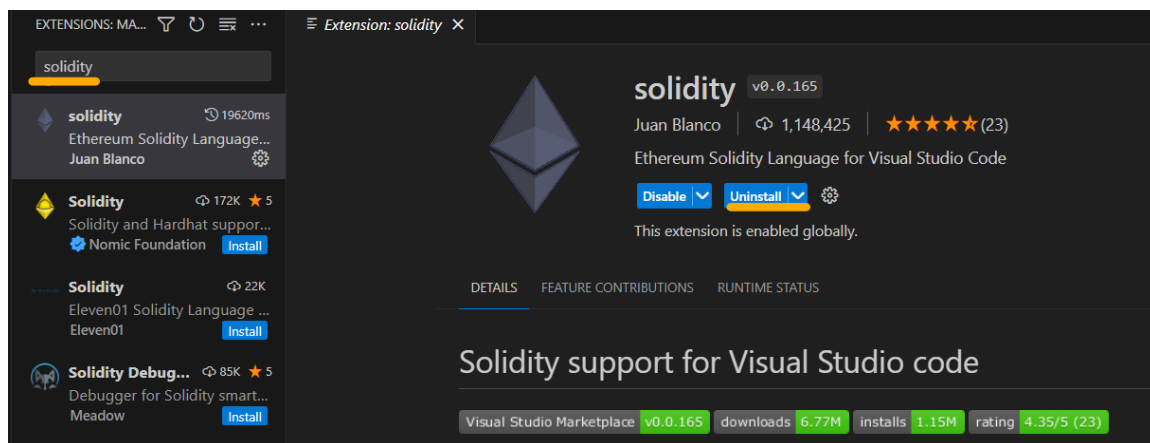 EXTENSIONS: MA...
Extension: solidity
solidity
solidity 19620ms
Ethereum Solidity Language...
Juan Blanco
Solidity 172K ★ 5
Solidity and Hardhat suppor...
Nomic Foundation Install
Solidity 22K
Eleven01 Solidity Language ...
Eleven01 Install
Solidity Debug... 85K ★ 5
Debugger for Solidity smart...
Meadow Install
solidity v0.0.165
Juan Blanco 1,148,425 (23)
Ethereum Solidity Language for Visual Studio Code
Disable Uninstall
This extension is enabled globally.
DETAILS FEATURE CONTRIBUTIONS RUNTIME STATUS
Solidity support for Visual Studio code
Visual Studio Marketplace v0.0.165 downloads 6.77M installs 1.15M rating 4.35/5 (23)